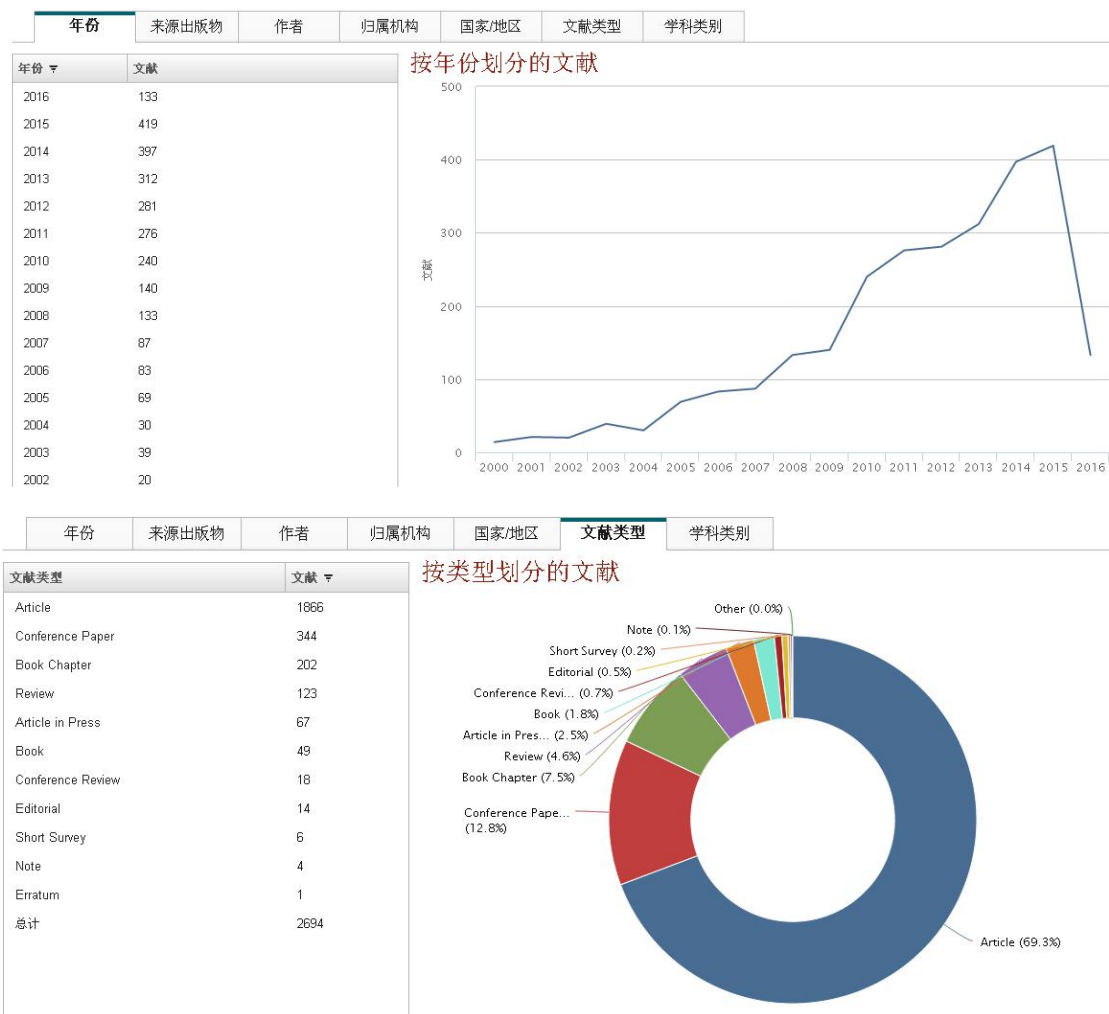 年份 来源出版物 作者 归属机构 国家/地区 文献类型 学科类别
年份 文献
2016 133
2015 419
2014 397
2013 312
2012 281
2011 276
2010 240
2009 140
2008 133
2007 87
2006 83
2005 69
2004 30
2003 39
2002 20
按年份划分的文献
500
400
300
200
100
0
文献
2000 2001 2002 2003 2004 2005 2006 2007 2008 2009 2010 2011 2012 2013 2014 2015 2016
年份 来源出版物 作者 归属机构 国家/地区 文献类型 学科类别
文献类型 文献
Article 1866
Conference Paper 344
Book Chapter 202
Review 123
Article in Press 67
Book 49
Conference Review 18
Editorial 14
Short Survey 6
Note 4
Erratum 1
总计 2694
按类型划分的文献
Other (0.0%)
Note (0.1%)
Short Survey (0.2%)
Editorial (0.5%)
Conference Revi... (0.7%)
Book (1.8%)
Article in Pres... (2.5%)
Review (4.6%)
Book Chapter (7.5%)
Conference Pape...
(12.8%)
Article (69.3%)